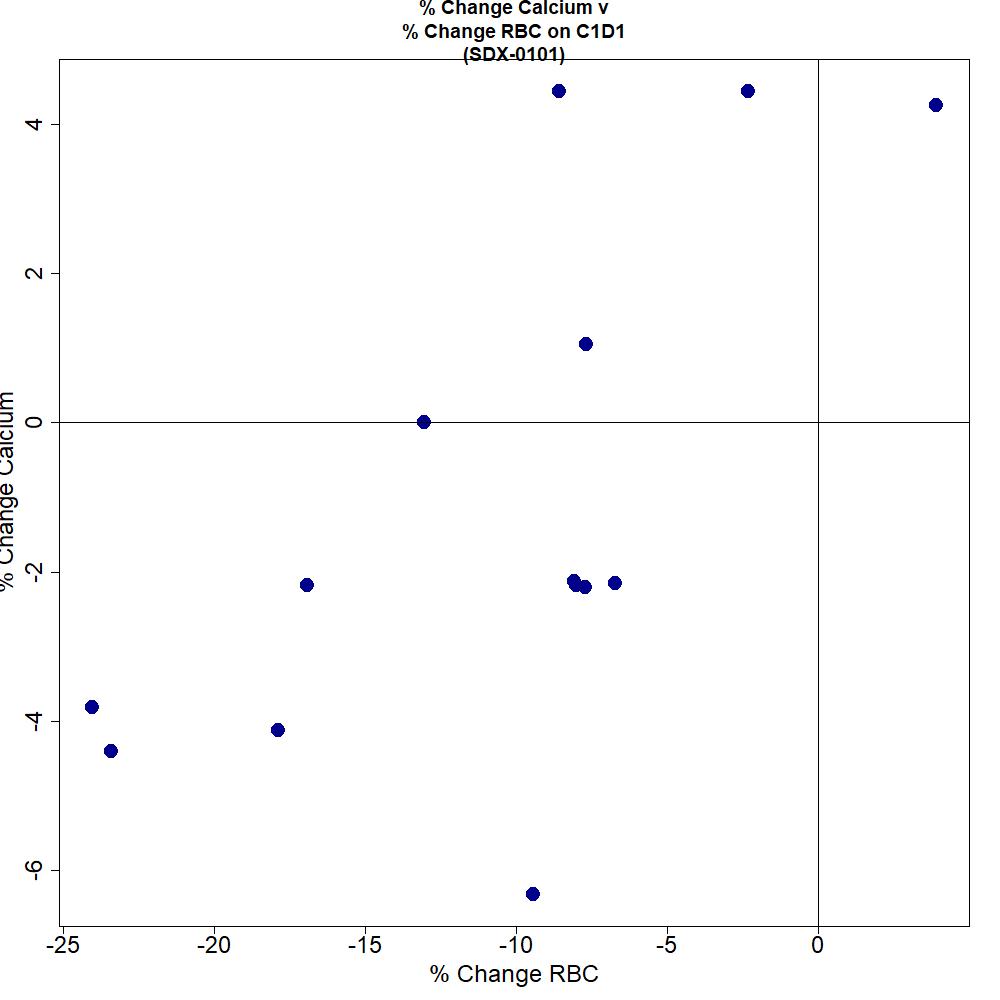 % Change Calcium v
% Change RBC on C1D1
(SDX-0101)
% Change Calcium
4
2
0
-2
-4
-6
-25
-20
-15
-10
-5
0
% Change RBC